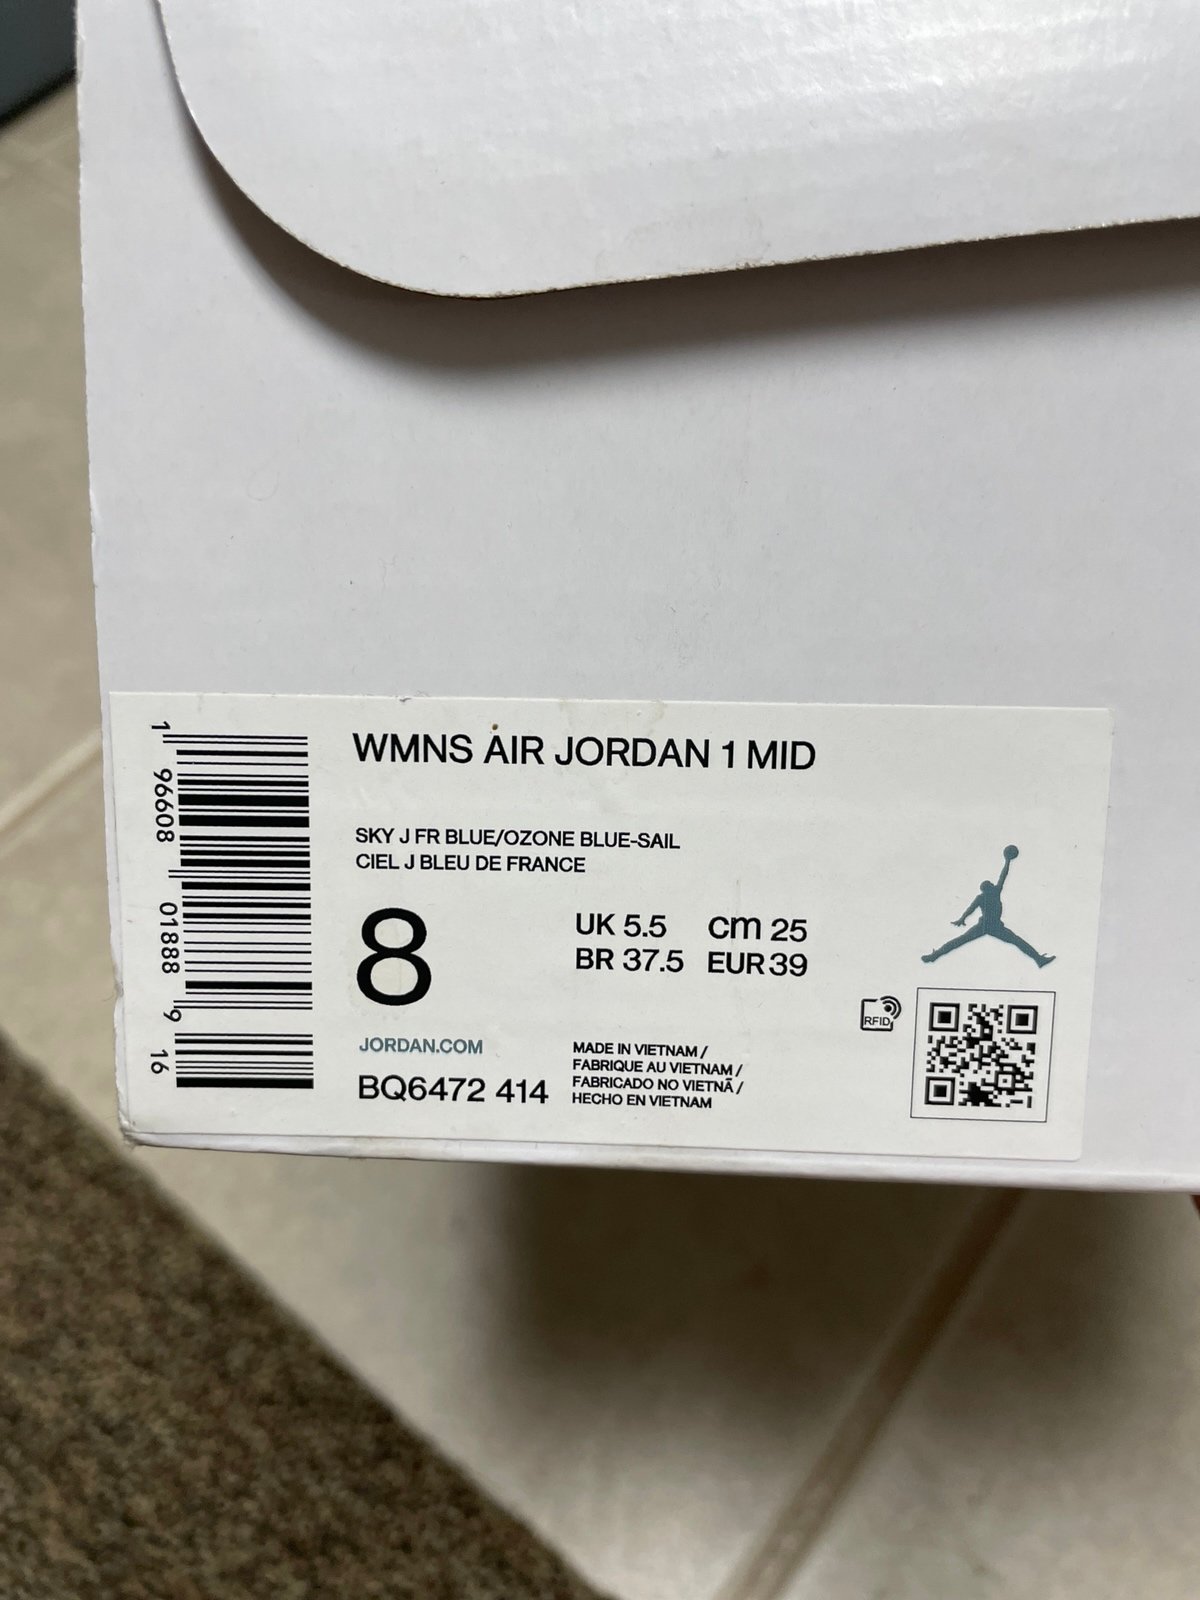 WMNS AIR JORDAN 1 MID
SKY J FR BLUE/OZONE BLUE-SAIL
CIEL J BLEU DE FRANCE
8
UK 5.5 cm 25
BR 37.5 EUR 39
JORDAN.COM
BQ6472 414
MADE IN VIETNAM /
FABRIQUE AU VIETNAM /
FABRICADO NO VIETNÃ /
HECHO EN VIETNAM
RFID
1 96608 01888 9 16